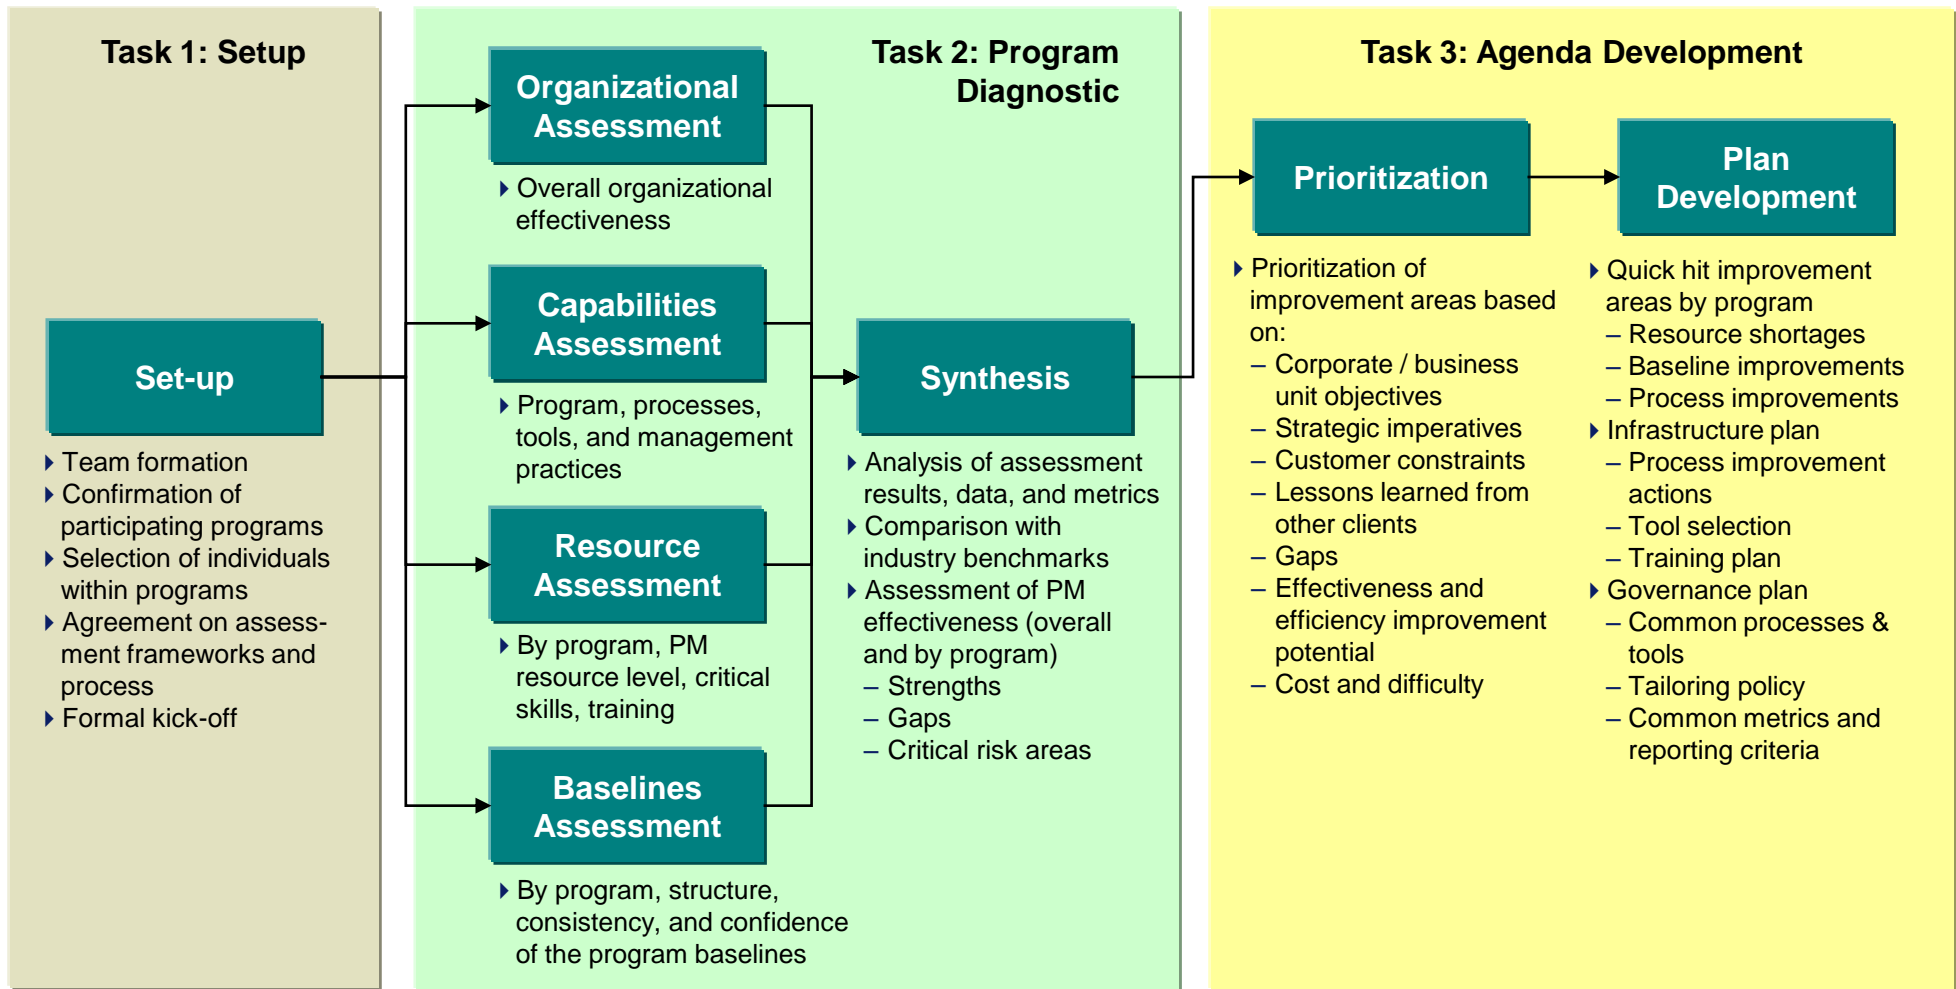 Task 1: Setup
Set-up
Team formation
Confirmation of
participating programs
Selection of individuals
within programs
Agreement on assess-
ment frameworks and
process
Formal kick-off
Task 2: Program
Diagnostic
Organizational
Assessment
Overall organizational
effectiveness
Capabilities
Assessment
Program, processes,
tools, and management
practices
Resource
Assessment
By program, PM
resource level, critical
skills, training
Baselines
Assessment
By program, structure,
consistency, and confidence
of the program baselines
Synthesis
Analysis of assessment
results, data, and metrics
Comparison with
industry benchmarks
Assessment of PM
effectiveness (overall
and by program)
– Strengths
– Gaps
– Critical risk areas
Task 3: Agenda Development
Prioritization
Prioritization of
improvement areas based
on:
– Corporate / business
unit objectives
– Strategic imperatives
– Customer constraints
– Lessons learned from
other clients
– Gaps
– Effectiveness and
efficiency improvement
potential
– Cost and difficulty
Plan
Development
Quick hit improvement
areas by program
– Resource shortages
– Baseline improvements
– Process improvements
Infrastructure plan
– Process improvement
actions
– Tool selection
– Training plan
Governance plan
– Common processes &
tools
– Tailoring policy
– Common metrics and
reporting criteria